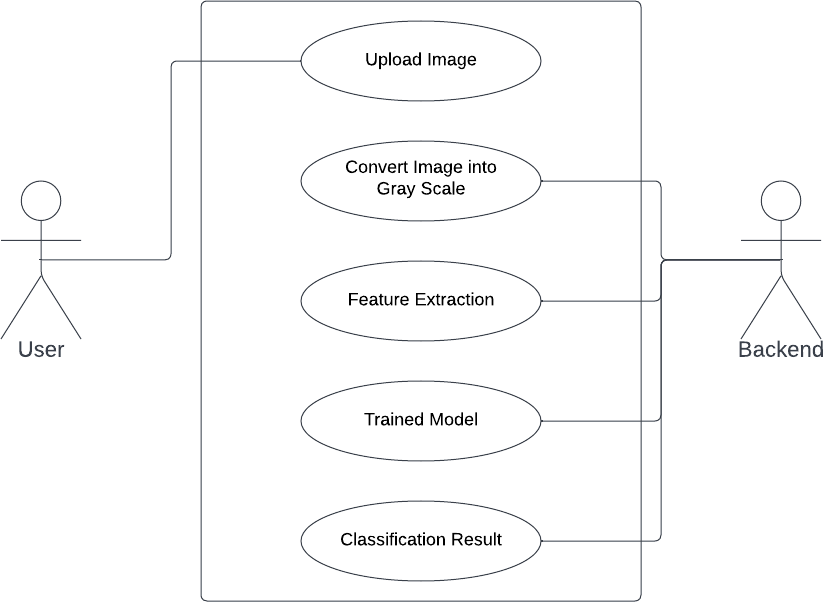 Upload Image
Convert Image into
Gray Scale
Feature Extraction
User
Backend
Trained Model
Classification Result